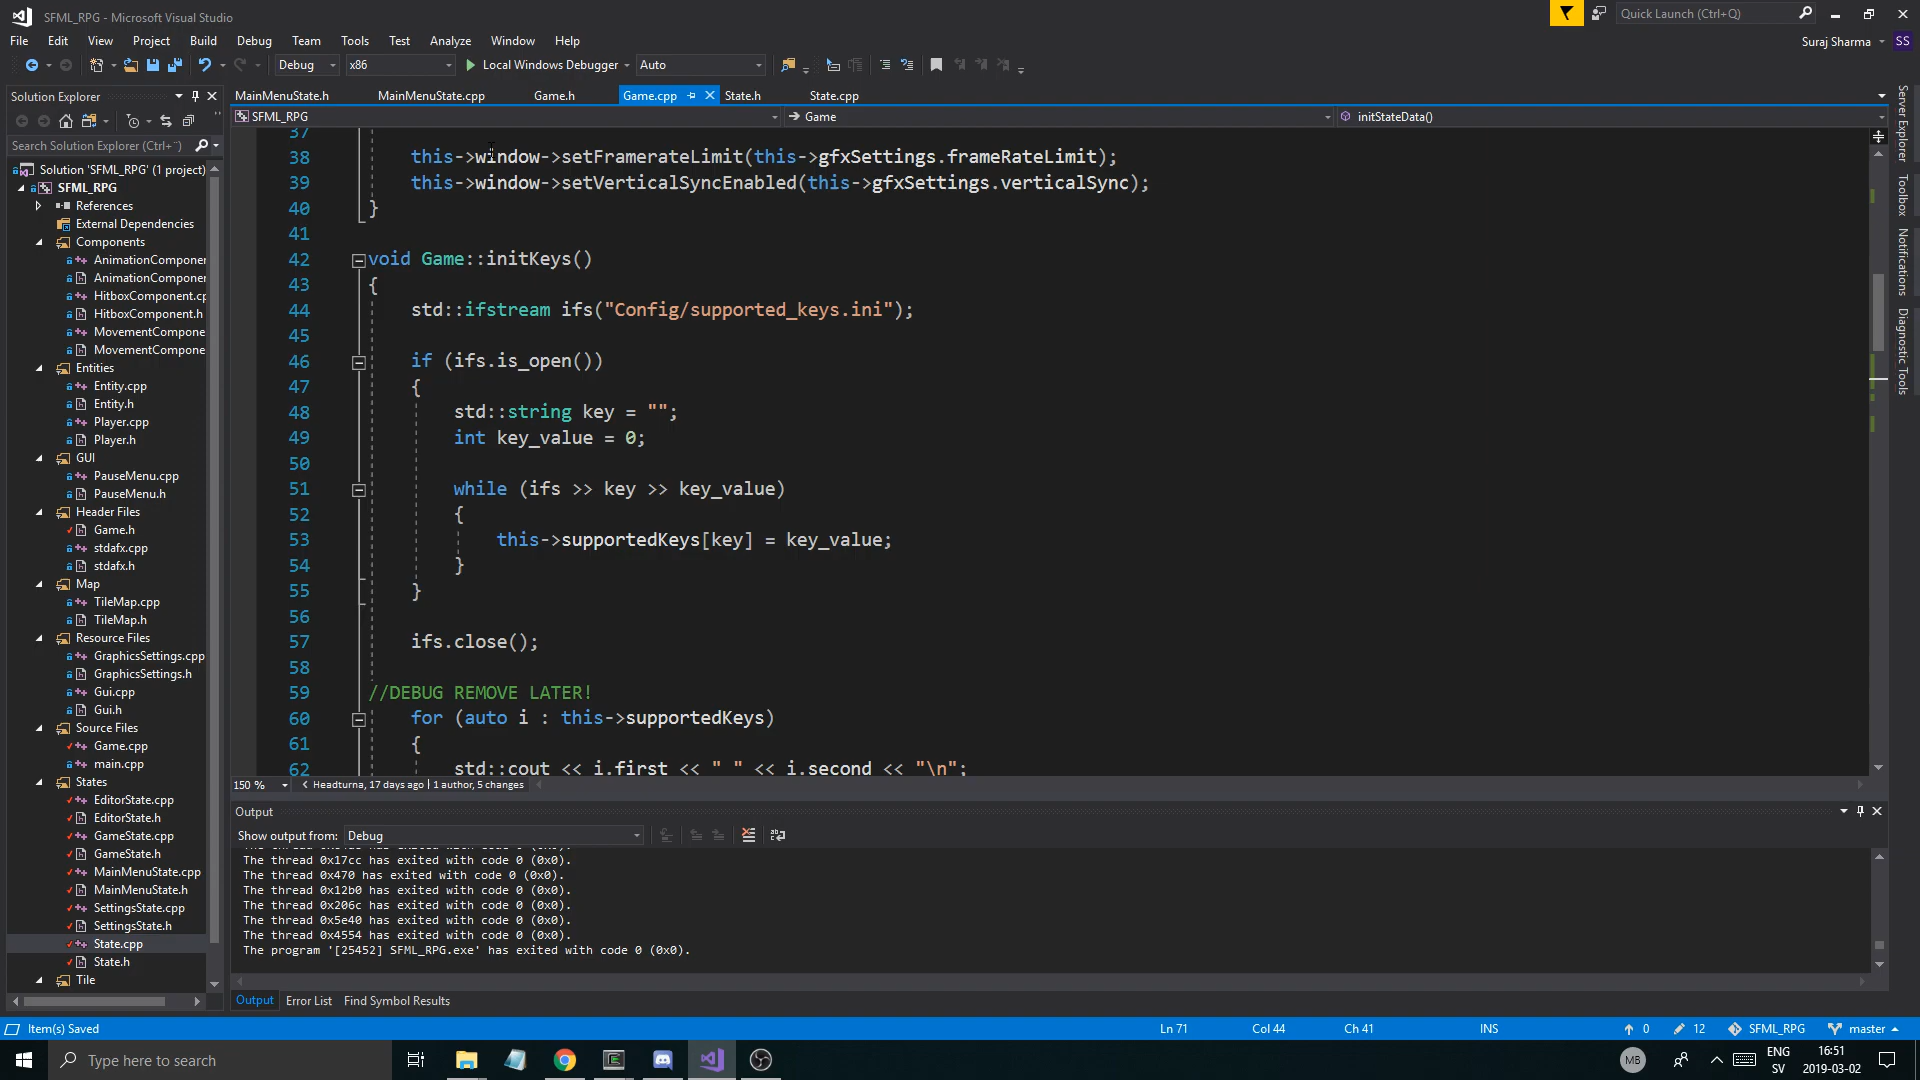 SFML_RPG - Microsoft Visual Studio
Quick Launch (Ctrl+Q)
File Edit View Project Build Debug Team Tools Test Analyze Window Help
Suraj Sharma SS
Debug x86 Local Windows Debugger Auto
Solution Explorer
MainMenuState.h MainMenuState.cpp Game.h Game.cpp State.h State.cpp
SFML_RPG Game initStateData()
Search Solution Explorer (Ctrl+¨)
Solution 'SFML_RPG' (1 project)
SFML_RPG
References
External Dependencies
Components
AnimationComponen
AnimationComponen
HitboxComponent.cp
HitboxComponent.h
MovementCompone
MovementCompone
Entities
Entity.cpp
Entity.h
Player.cpp
Player.h
GUI
PauseMenu.cpp
PauseMenu.h
Header Files
Game.h
stdafx.cpp
stdafx.h
Map
TileMap.cpp
TileMap.h
Resource Files
GraphicsSettings.cpp
GraphicsSettings.h
Gui.cpp
Gui.h
Source Files
Game.cpp
main.cpp
States
EditorState.cpp
EditorState.h
GameState.cpp
GameState.h
MainMenuState.cpp
MainMenuState.h
SettingsState.cpp
SettingsState.h
State.cpp
State.h
Tile
37
38 this->window->setFramerateLimit(this->gfxSettings.frameRateLimit);
39 this->window->setVerticalSyncEnabled(this->gfxSettings.verticalSync);
40 }
41
42 void Game::initKeys()
43 {
44 std::ifstream ifs("Config/supported_keys.ini");
45
46 if (ifs.is_open())
47 {
48 std::string key = "";
49 int key_value = 0;
50
51 while (ifs >> key >> key_value)
52 {
53 this->supportedKeys[key] = key_value;
54 }
55 }
56
57 ifs.close();
58
59 //DEBUG REMOVE LATER!
60 for (auto i : this->supportedKeys)
61 {
62 std::cout << i.first << " " << i.second << "\n";
150 % Headturna, 17 days ago | 1 author, 5 changes
Server Explorer
Toolbox
Notifications
Diagnostic Tools
Output
Show output from: Debug
The thread 0x17cc has exited with code 0 (0x0).
The thread 0x470 has exited with code 0 (0x0).
The thread 0x12b0 has exited with code 0 (0x0).
The thread 0x206c has exited with code 0 (0x0).
The thread 0x5e40 has exited with code 0 (0x0).
The thread 0x4554 has exited with code 0 (0x0).
The program '[25452] SFML_RPG.exe' has exited with code 0 (0x0).
Output Error List Find Symbol Results
Item(s) Saved Ln 71 Col 44 Ch 41 INS 0 12 SFML_RPG master
Type here to search
MB ENG 16:51
SV 2019-03-02